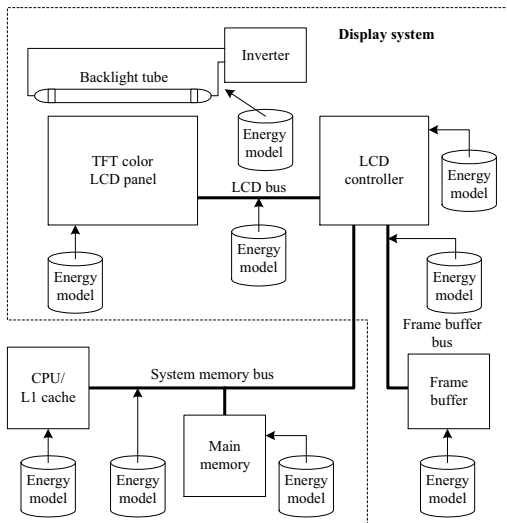 Display system
Inverter
Backlight tube
Energy
model
TFT color
LCD panel
LCD
controller
Energy
model
LCD bus
Energy
model
Energy
model
Energy
model
Frame buffer
bus
CPU/
L1 cache
System memory bus
Frame
buffer
Main
memory
Energy
model
Energy
model
Energy
model
Energy
model